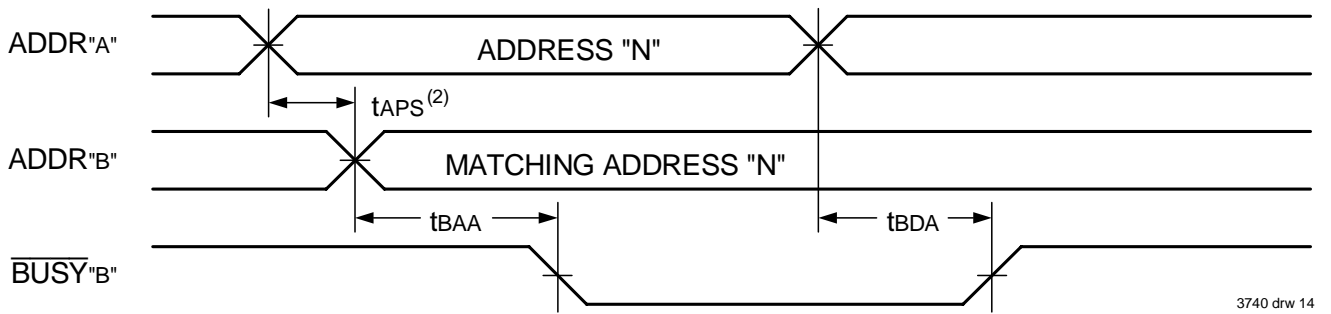 ADDR"A" ADDRESS "N"
tAPS(2)
ADDR"B" MATCHING ADDRESS "N"
tBAA tBDA
BUSY"B"
3740 drw 14